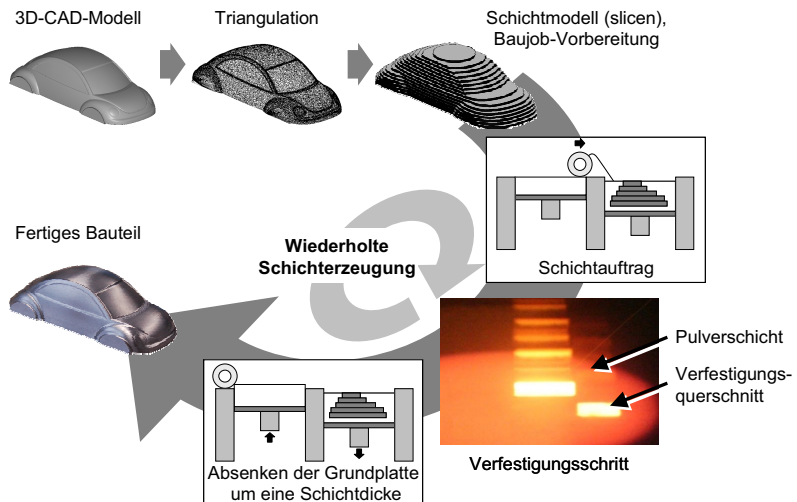 3D-CAD-Modell
Triangulation
Schichtmodell (slicen),
Baujob-Vorbereitung
Schichtauftrag
Wiederholte
Schichterzeugung
Fertiges Bauteil
Pulverschicht
Verfestigungs-
querschnitt
Verfestigungsschritt
Absenken der Grundplatte
um eine Schichtdicke